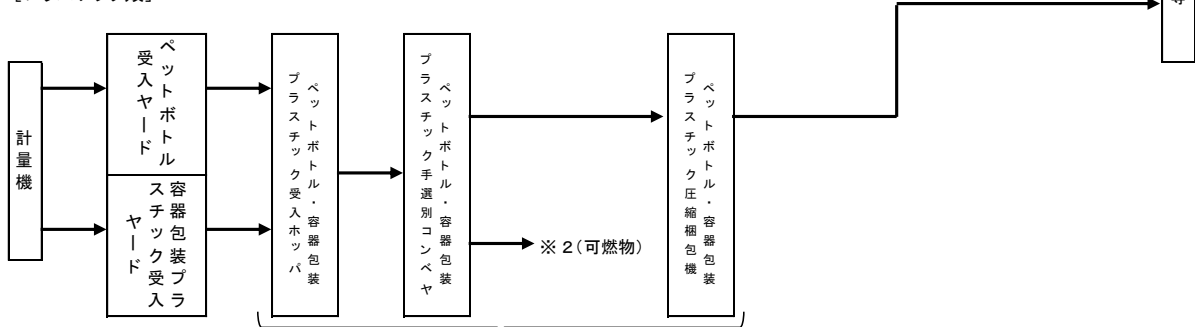 計量機
ペットボトル
受入ヤード
容器包装プラ
スチック受入
ヤード
ペットボトル・容器包装
プラスチック受入ホッパ
ペットボトル・容器包装
プラスチック手選別コンベヤ
※2(可燃物)
ペットボトル・容器包装
プラスチック圧縮梱包機